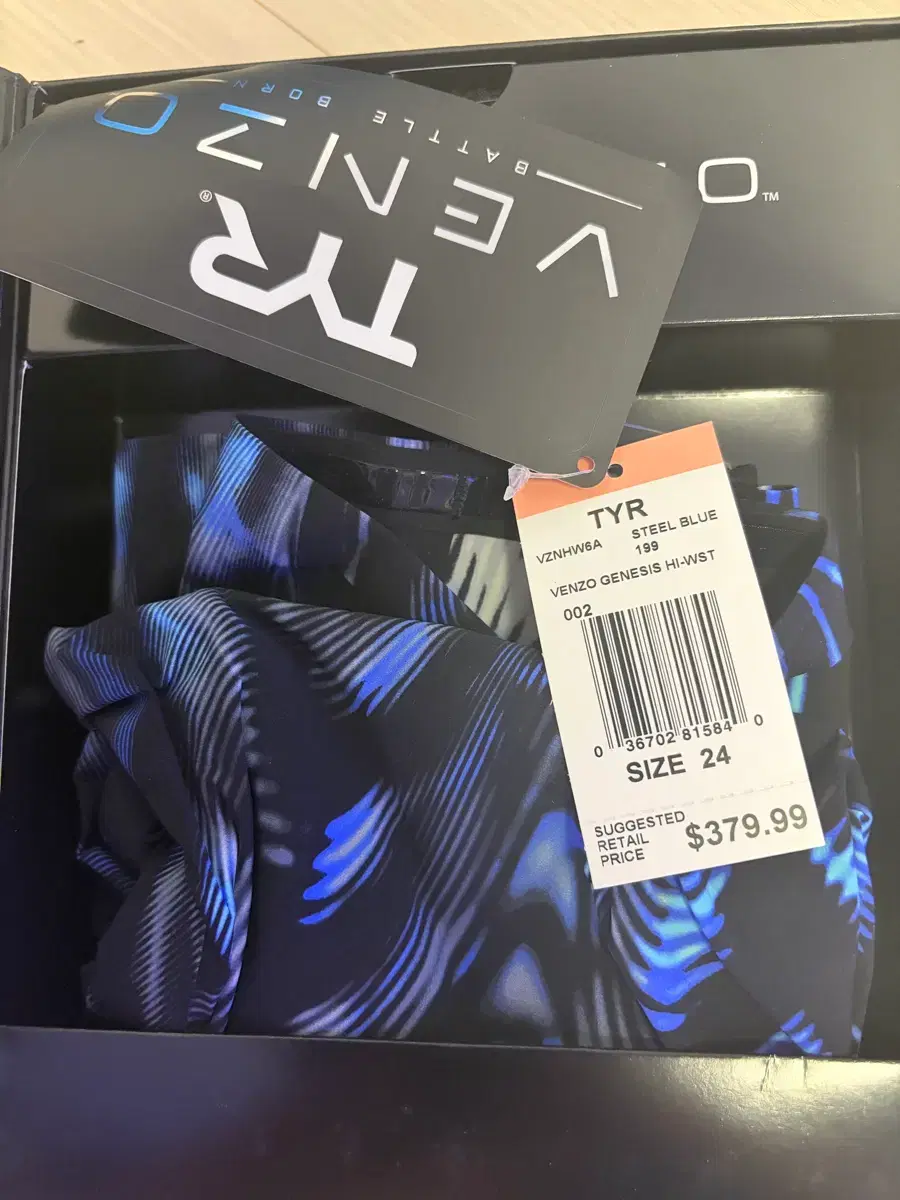 TYR®
VENZO
BATTLE BORN
O™
TYR
VZNHW6A STEEL BLUE
199
VENZO GENESIS HI-WST
002
0 36702 81584 0
SIZE 24
SUGGESTED
RETAIL
PRICE
$379.99